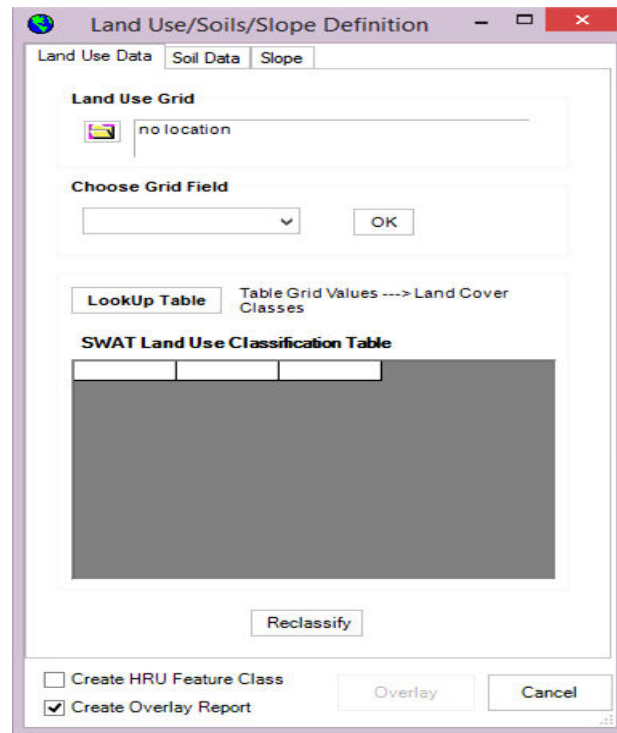 Land Use/Soils/Slope Definition
Land Use Data Soil Data Slope
Land Use Grid
no location
Choose Grid Field
OK
LookUp Table
Table Grid Values ---> Land Cover
Classes
SWAT Land Use Classification Table
Reclassify
Create HRU Feature Class
Create Overlay Report
Overlay
Cancel